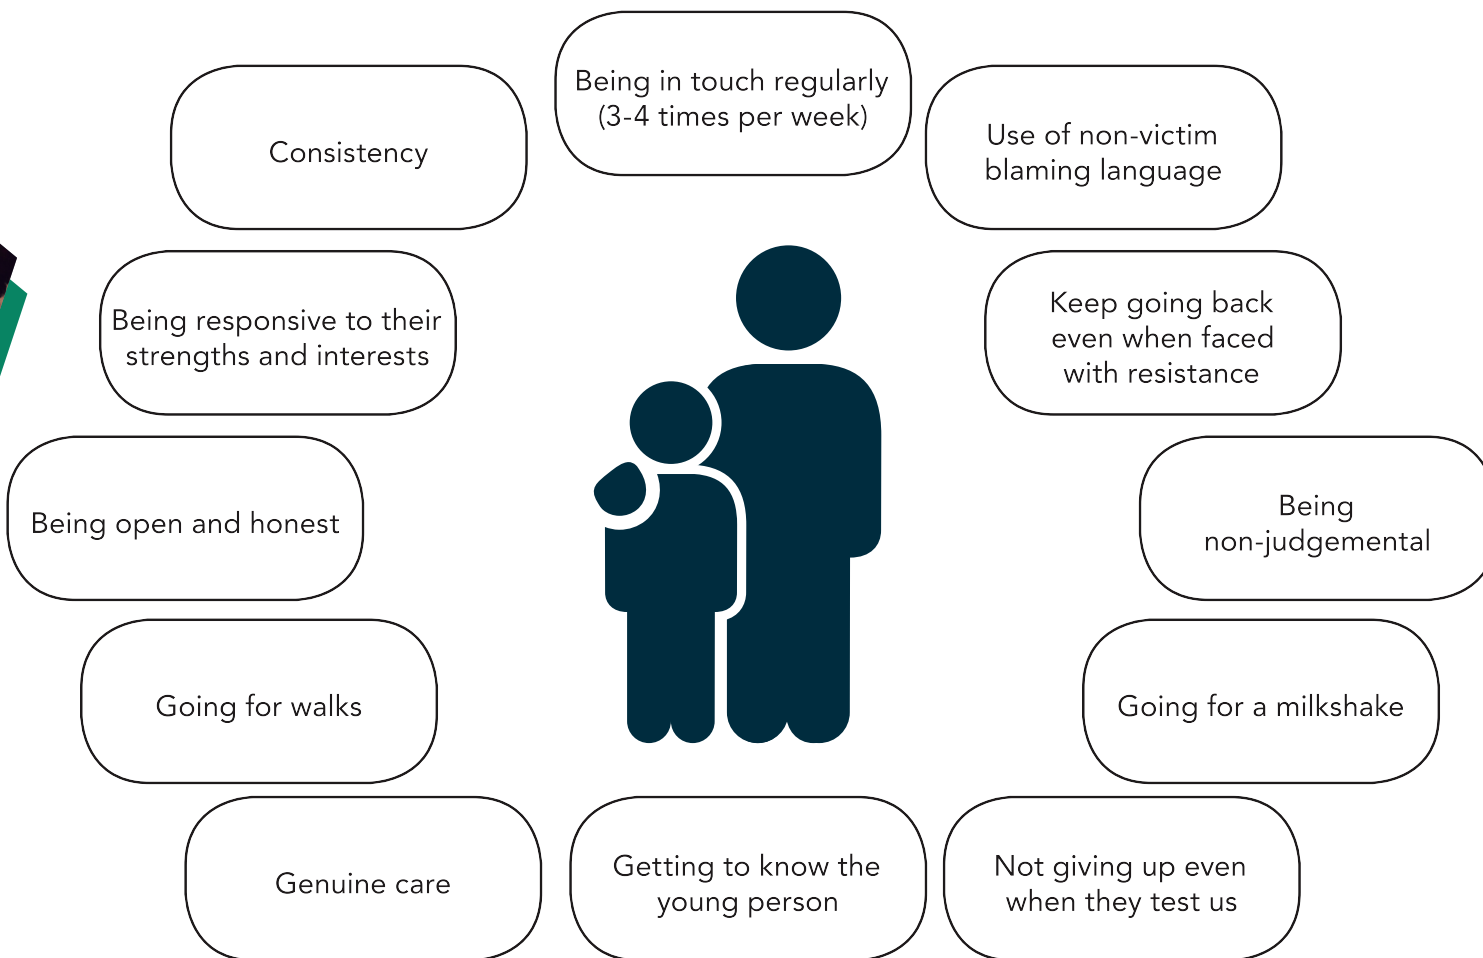 Being in touch regularly
(3-4 times per week)
Consistency
Use of non-victim
blaming language
Being responsive to their
strengths and interests
Keep going back
even when faced
with resistance
Being open and honest
Being
non-judgemental
Going for walks
Going for a milkshake
Genuine care
Getting to know the
young person
Not giving up even
when they test us